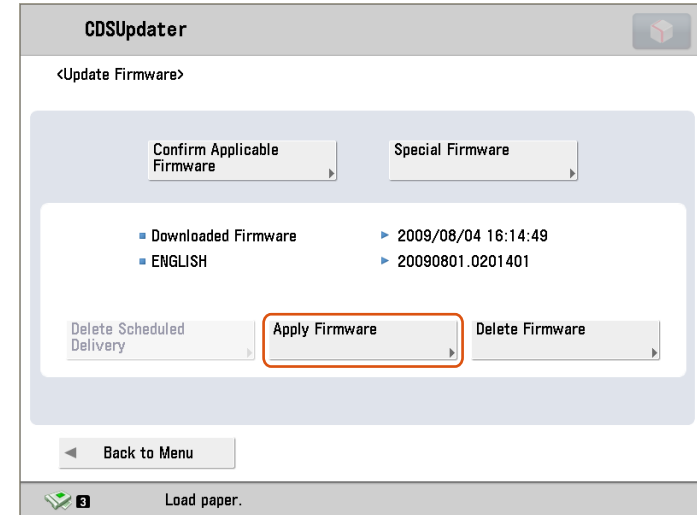 CDSUpdater
<Update Firmware>
Confirm Applicable
Firmware
Special Firmware
Downloaded Firmware
2009/08/04 16:14:49
ENGLISH
20090801.0201401
Delete Scheduled
Delivery
Apply Firmware
Delete Firmware
Back to Menu
3
Load paper.